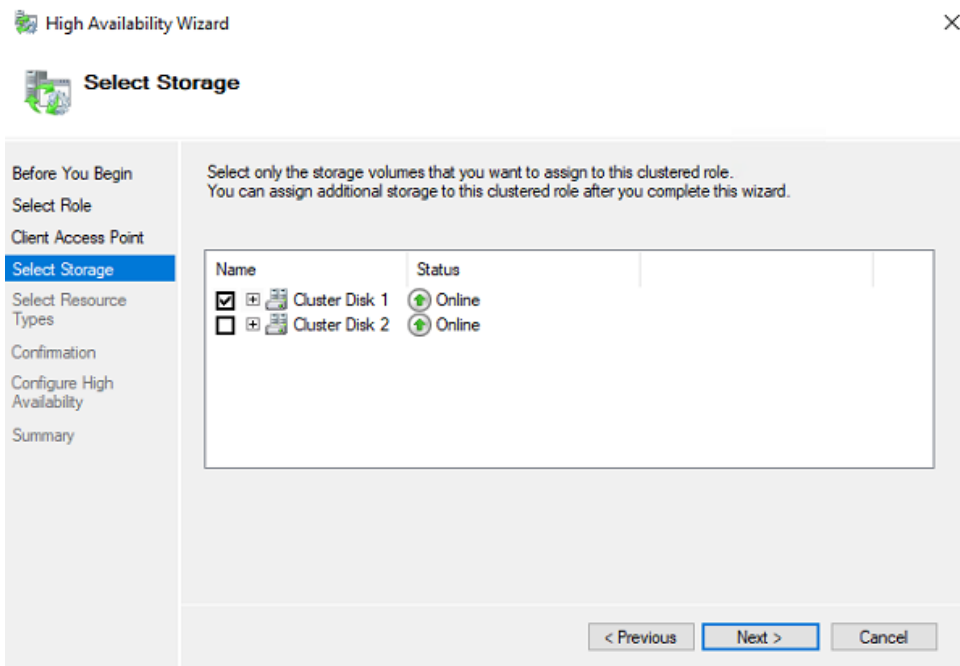 High Availability Wizard
Select Storage
Before You Begin
Select Role
Client Access Point
Select Storage
Select Resource
Types
Confirmation
Configure High
Availability
Summary
Select only the storage volumes that you want to assign to this clustered role.
You can assign additional storage to this clustered role after you complete this wizard.
Name Status
Cluster Disk 1 Online
Cluster Disk 2 Online
< Previous Next > Cancel